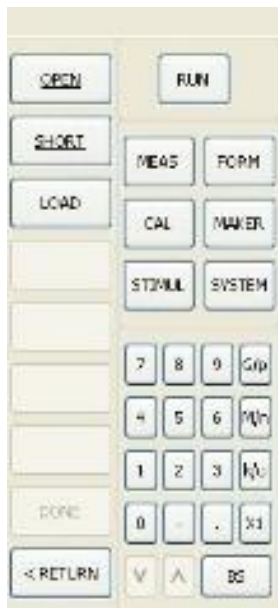 OPEN
SHORT
LOAD
DONE
< RETURN
RUN
MEAS FORM
CAL MAKER
STIMUL SYSTEM
7 8 9 G/p
4 5 6 M/n
1 2 3 k/u
0 - . X1
BS